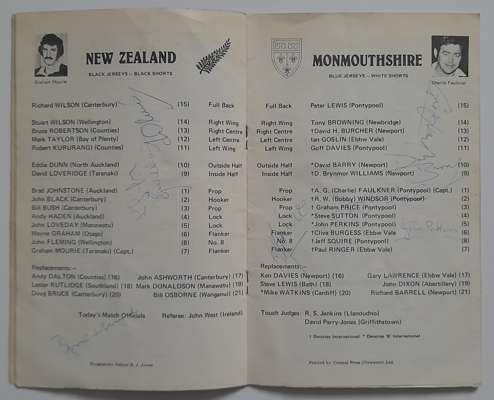 NEW ZEALAND
BLACK JERSEYS - BLACK SHORTS
Graham Mourie
Richard WILSON (Canterbury) (15) Full Back
Stuart WILSON (Wellington) (14) Right Wing
Bruce ROBERTSON (Counties) (13) Right Centre
Mark TAYLOR (Bay of Plenty) (12) Left Centre
Robert KURURANGI (Counties) (11) Left Wing
Eddie DUNN (North Auckland) (10) Outside Half
David LOVERIDGE (Taranaki) (9) Inside Half
Brad JOHNSTONE (Auckland) (1) Prop
John BLACK (Canterbury) (2) Hooker
Bill BUSH (Canterbury) (3) Prop
Andy HADEN (Auckland) (4) Lock
John LOVEDAY (Manawatu) (5) Lock
Wayne GRAHAM (Otago) (6) Flanker
John FLEMING (Wellington) (8) No. 8
Graham MOURIE (Taranaki) (Capt.) (7) Flanker
Replacements:-
Andy DALTON (Counties) (16) John ASHWORTH (Canterbury) (17)
Lester RUTLIDGE (Southland) (18) Mark DONALDSON (Manawatu) (19)
Doug BRUCE (Canterbury) (20) Bill OSBORNE (Wanganui) (21)
Today's Match Officials Referee: John West (Ireland)
MONMOUTHSHIRE
BLUE JERSEYS - WHITE SHORTS
Charlie Faulkner
Full Back Peter LEWIS (Pontypool) (15)
Right Wing Tony BROWNING (Newbridge) (14)
Right Centre †David H. BURCHER (Newport) (13)
Left Centre Ian GOSLIN (Ebbw Vale) (12)
Left Wing Goff DAVIES (Pontypool) (11)
Outside Half *David BARRY (Newport) (10)
Inside Half *D. Brynmor WILLIAMS (Newport) (9)
Prop †A. G. (Charlie) FAULKNER (Pontypool) (Capt.) (1)
Hooker †R. W. (Bobby) WINDSOR (Pontypool) (2)
Prop †Graham PRICE (Pontypool) (3)
Lock *Steve SUTTON (Pontypool) (4)
Lock *John PERKINS (Pontypool) (5)
Flanker *Clive BURGESS (Ebbw Vale) (6)
No. 8 †Jeff SQUIRE (Pontypool) (8)
Flanker †Paul RINGER (Ebbw Vale) (7)
Replacements:-
Ken DAVIES (Newport) (16) Gary LAWRENCE (Ebbw Vale) (17)
Steve LEWIS (Bath) (18) John DIXON (Abertillery) (19)
*Mike WATKINS (Cardiff) (20) Richard BARRELL (Newport) (21)
Touch Judges R. S. Jenkins (Llanoudno)
David Parry-Jones (Griffithstown)
† Denotes International * Denotes 'B' International